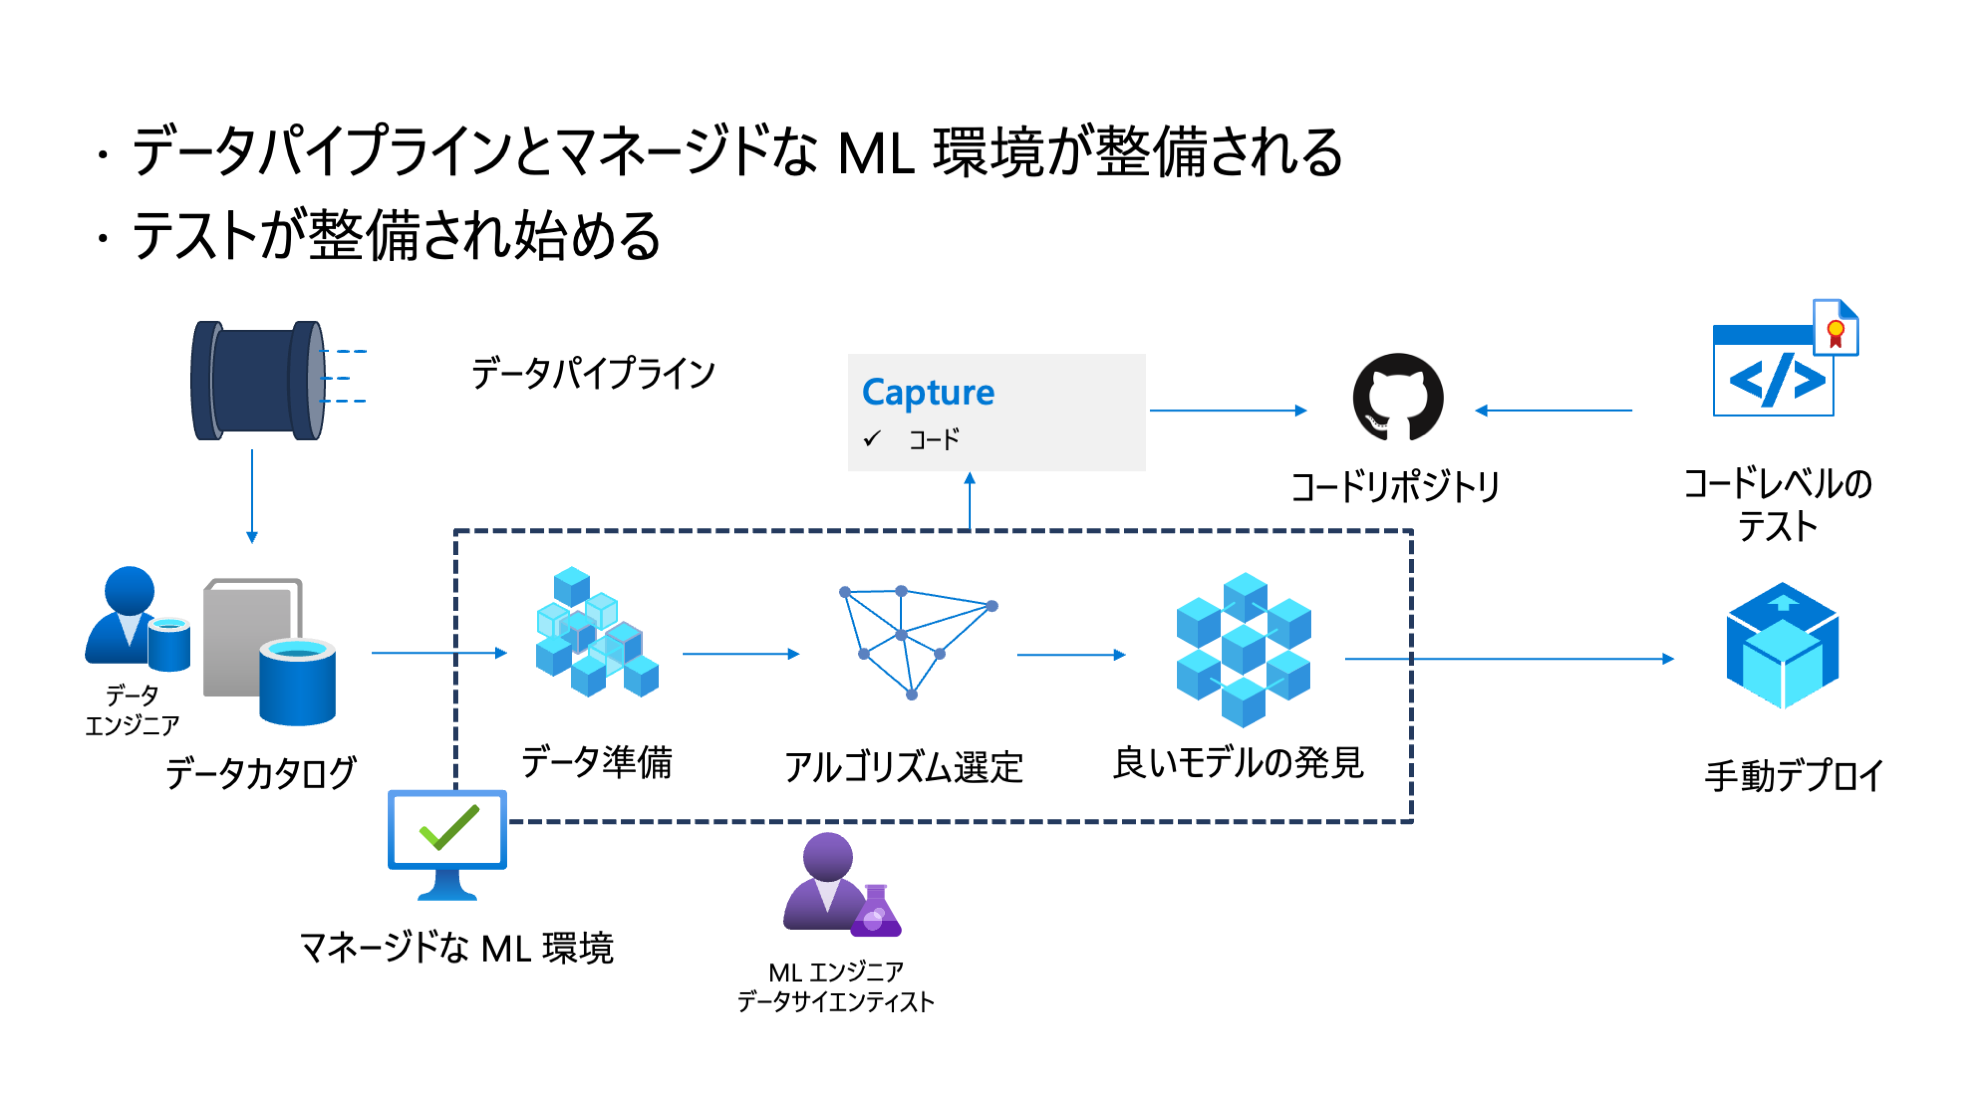 ・データパイプラインとマネージドな ML 環境が整備される
・テストが整備され始める
データパイプライン
Capture
✓ コード
コードリポジトリ
コードレベルの
テスト
データ
エンジニア
データカタログ
データ準備
アルゴリズム選定
良いモデルの発見
手動デプロイ
マネージドな ML 環境
ML エンジニア
データサイエンティスト